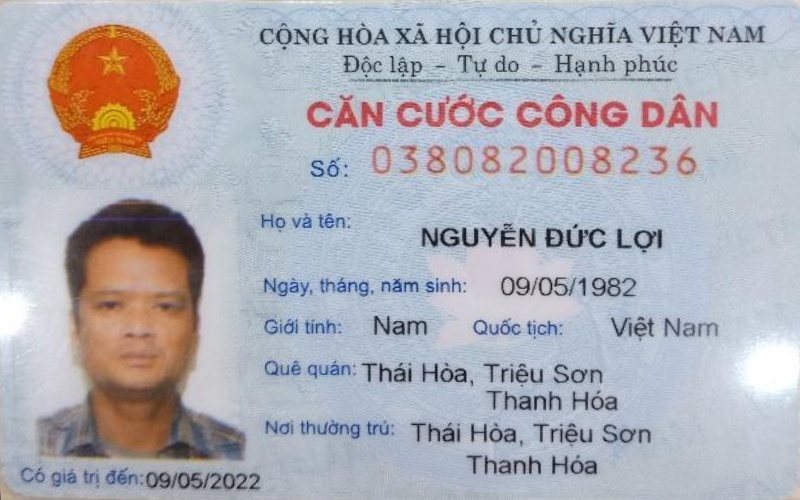 CỘNG HÒA XÃ HỘI CHỦ NGHĨA VIỆT NAM
Độc lập – Tự do – Hạnh phúc
CĂN CƯỚC CÔNG DÂN
Số: 038082008236
Họ và tên:
NGUYỄN ĐỨC LỢI
Ngày, tháng, năm sinh: 09/05/1982
Giới tính: Nam Quốc tịch: Việt Nam
Quê quán: Thái Hòa, Triệu Sơn
Thanh Hóa
Nơi thường trú: Thái Hòa, Triệu Sơn
Thanh Hóa
Có giá trị đến: 09/05/2022